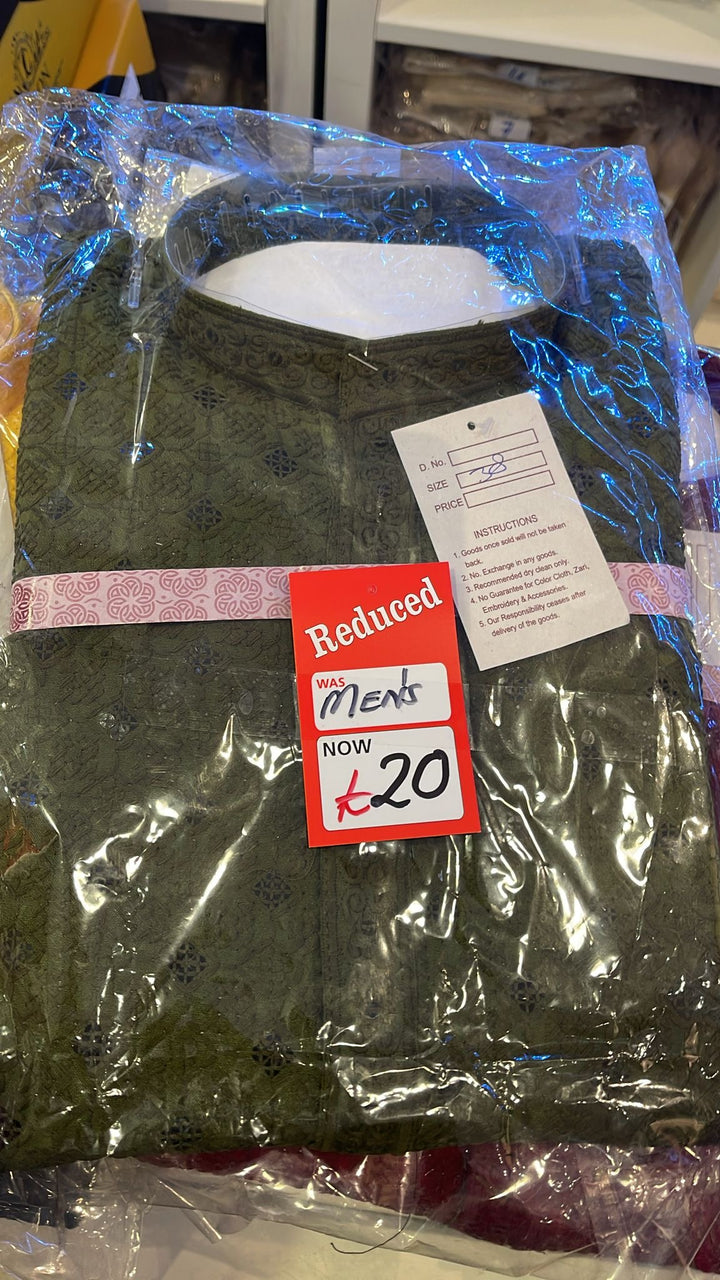 D. No.
SIZE 38
PRICE
INSTRUCTIONS
1. Goods once sold will not be taken
back.
2. No. Exchange in any goods.
3. Recommended dry clean only.
4. No Guarantee for Color Cloth, Zari,
Embroidery & Accessories.
5. Our Responsibility ceases after
delivery of the goods.
Reduced
WAS
MEN'S
NOW
£20